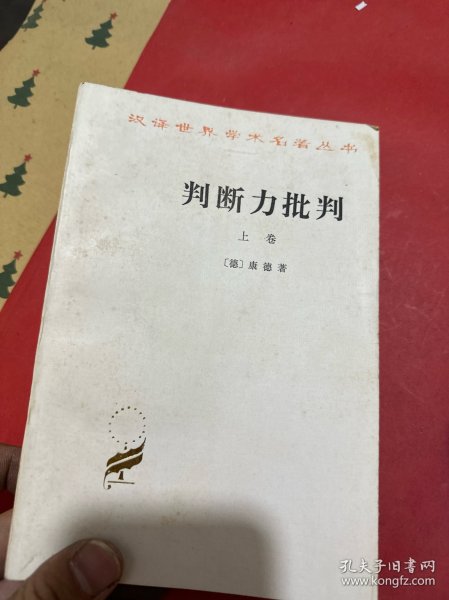 汉译世界学术名著丛书
判断力批判
上卷
〔德〕康德著
孔夫子旧书网
www.kongfz.com